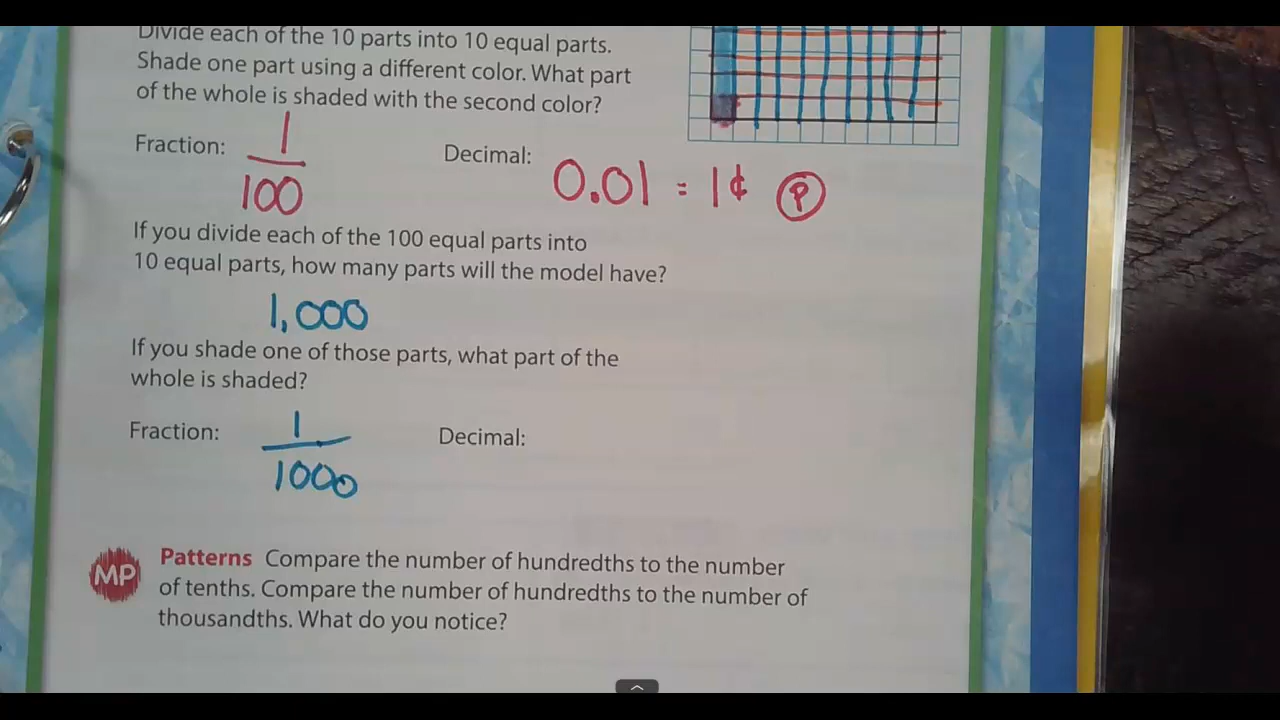 Divide each of the 10 parts into 10 equal parts.
Shade one part using a different color. What part
of the whole is shaded with the second color?
Fraction: 1/100 Decimal: 0.01 = 1¢ P
If you divide each of the 100 equal parts into
10 equal parts, how many parts will the model have?
1,000
If you shade one of those parts, what part of the
whole is shaded?
Fraction: 1/1000 Decimal:
MP Patterns Compare the number of hundredths to the number
of tenths. Compare the number of hundredths to the number of
thousandths. What do you notice?